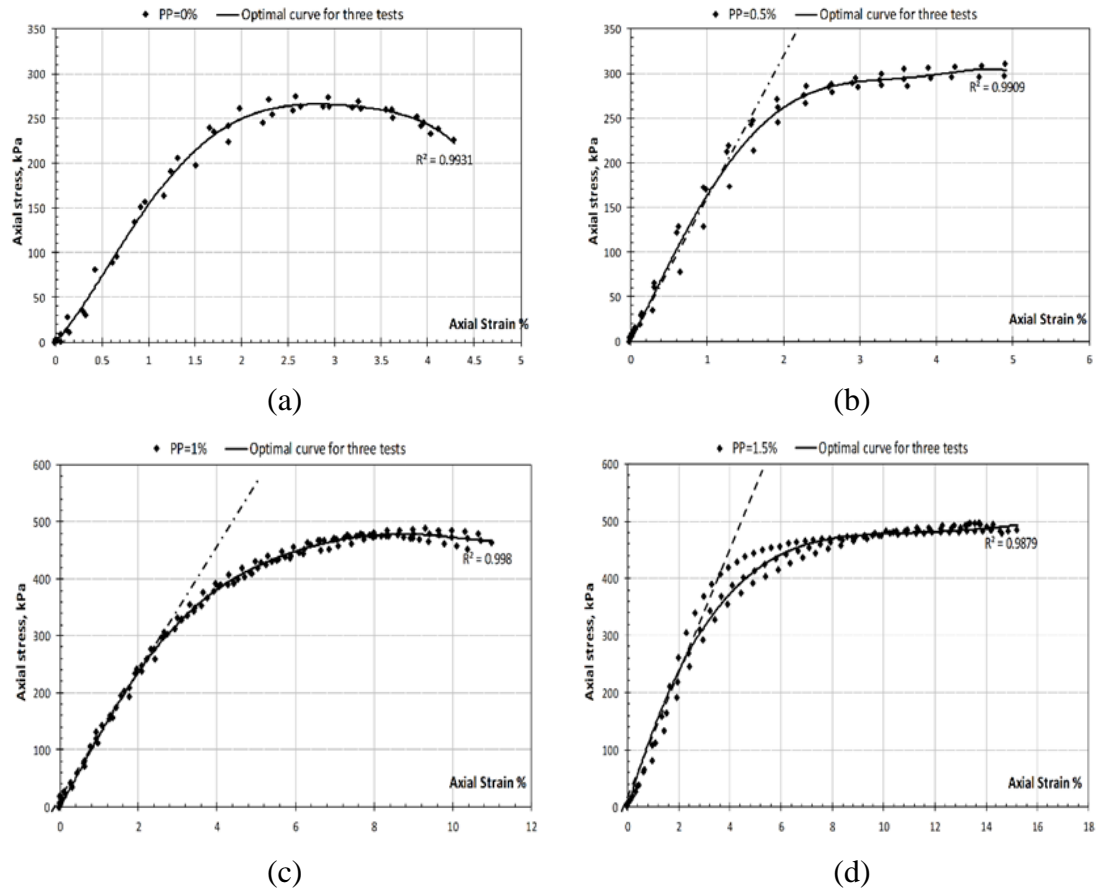 PP=0% Optimal curve for three tests
Axial stress, kPa
350
300
250
200
150
100
50
0
R² = 0.9931
Axial Strain %
0 0.5 1 1.5 2 2.5 3 3.5 4 4.5 5
(a)
PP=0.5% Optimal curve for three tests
Axial stress, kPa
350
300
250
200
150
100
50
0
R² = 0.9909
Axial Strain %
0 1 2 3 4 5 6
(b)
PP=1% Optimal curve for three tests
Axial stress, kPa
600
500
400
300
200
100
0
R² = 0.998
Axial Strain %
0 2 4 6 8 10 12
(c)
PP=1.5% Optimal curve for three tests
Axial stress, kPa
600
500
400
300
200
100
0
R² = 0.9879
Axial Strain %
0 2 4 6 8 10 12 14 16 18
(d)